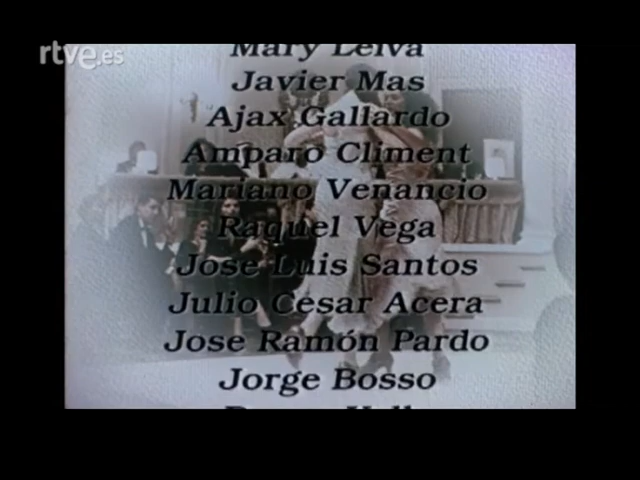 rtve.es
Mary Leiva
Javier Mas
Ajax Gallardo
Amparo Climent
Mariano Venancio
Raquel Vega
Jose Luis Santos
Julio César Acera
Jose Ramón Pardo
Jorge Bosso